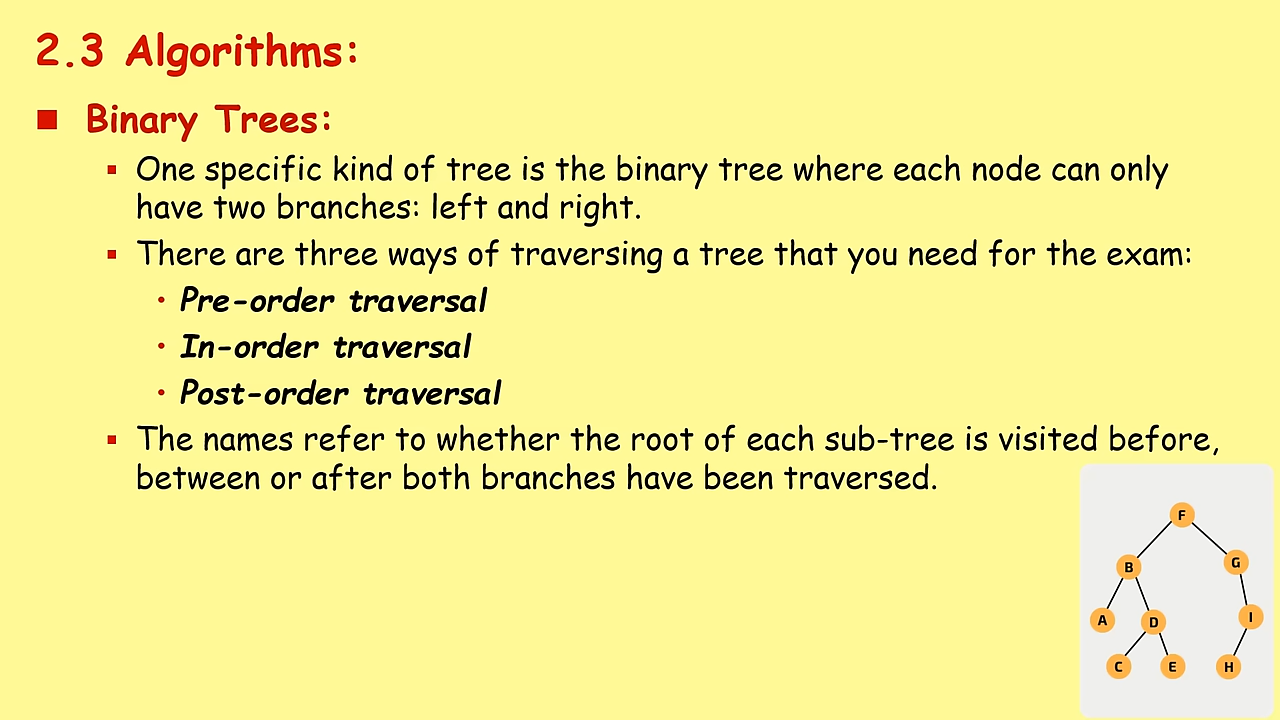 2.3 Algorithms:
Binary Trees:
One specific kind of tree is the binary tree where each node can only
have two branches: left and right.
There are three ways of traversing a tree that you need for the exam:
Pre-order traversal
In-order traversal
Post-order traversal
The names refer to whether the root of each sub-tree is visited before,
between or after both branches have been traversed.
F
B G
A D I
C E H